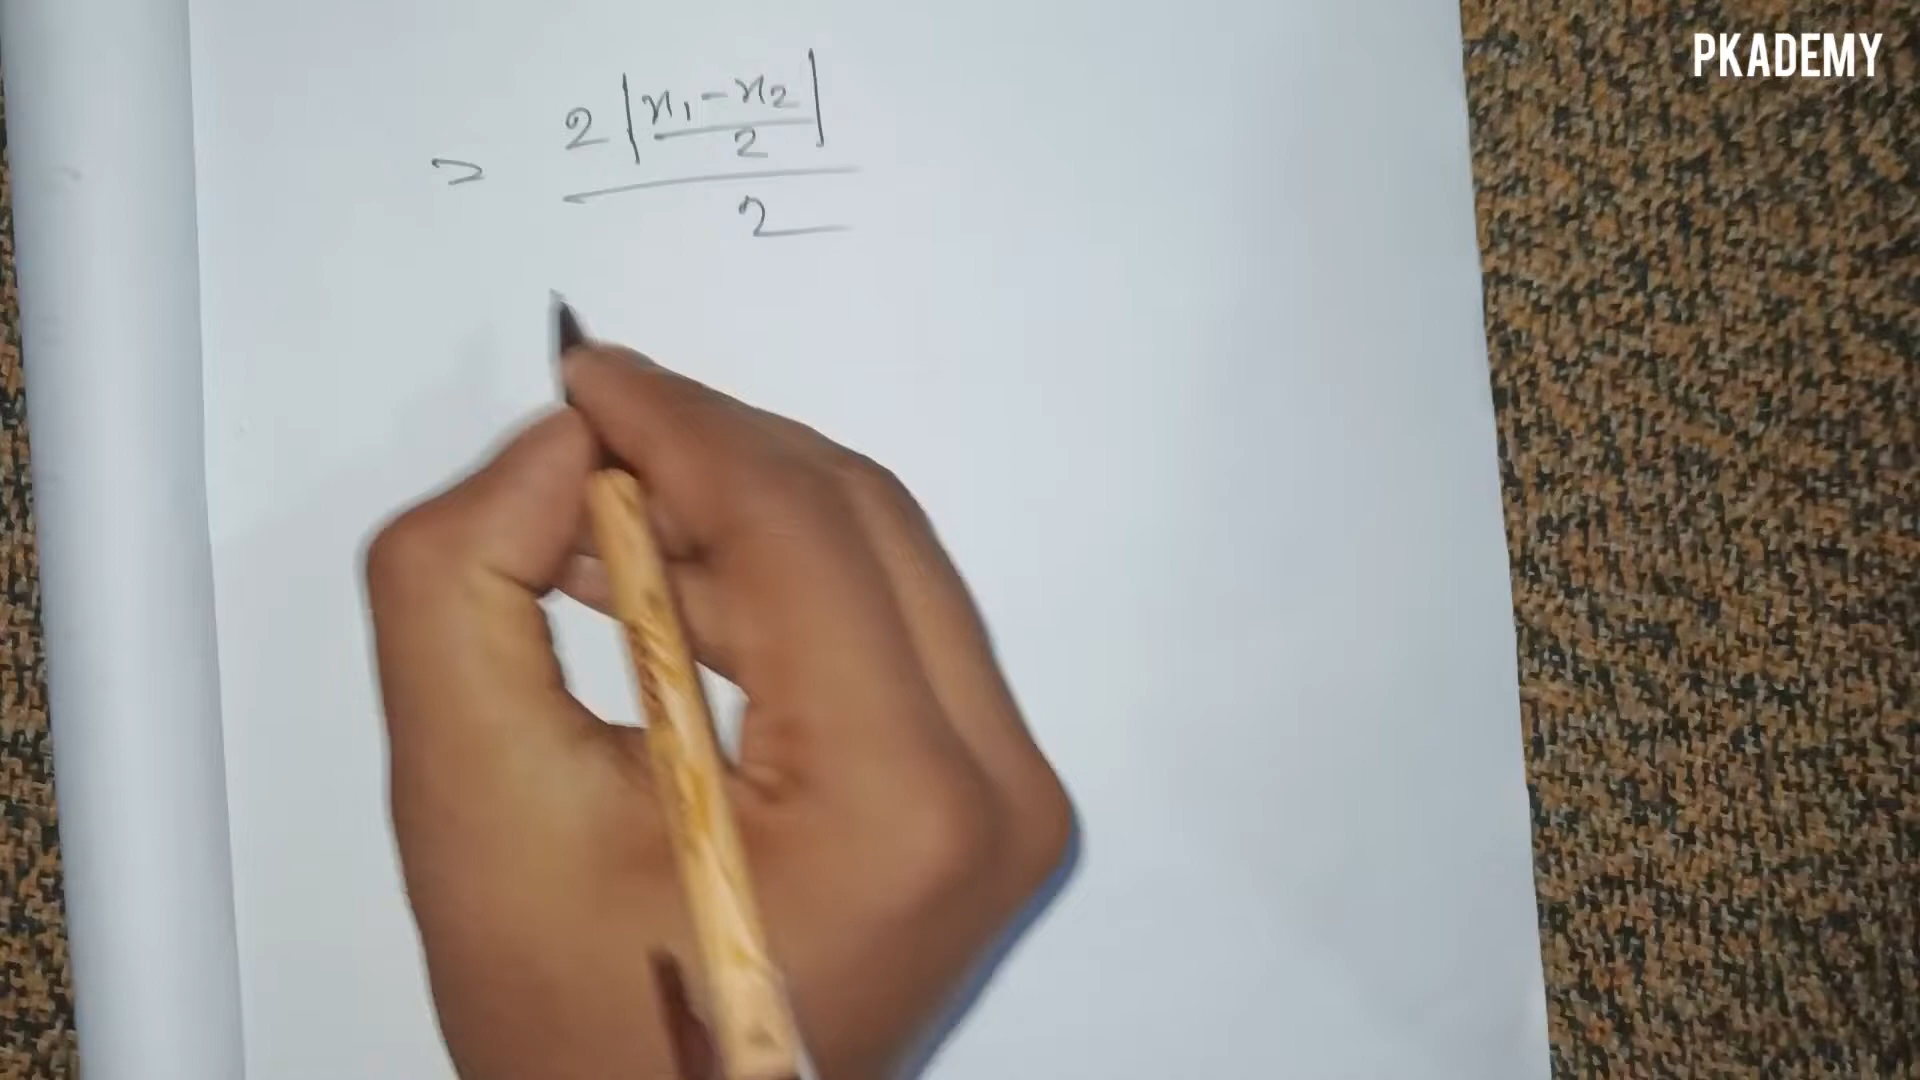 PKADEMY
= 2 |x₁ - x₂ / 2| / 2